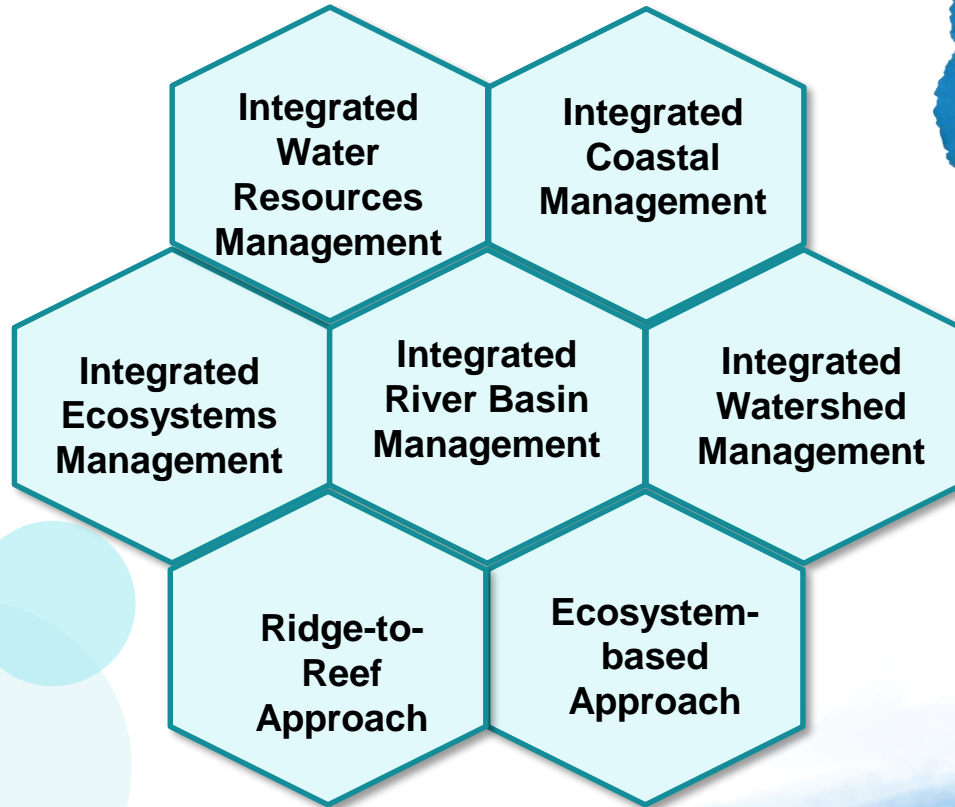 Integrated
Water
Resources
Management
Integrated
Coastal
Management
Integrated
Ecosystems
Management
Integrated
River Basin
Management
Integrated
Watershed
Management
Ridge-to-
Reef
Approach
Ecosystem-
based
Approach